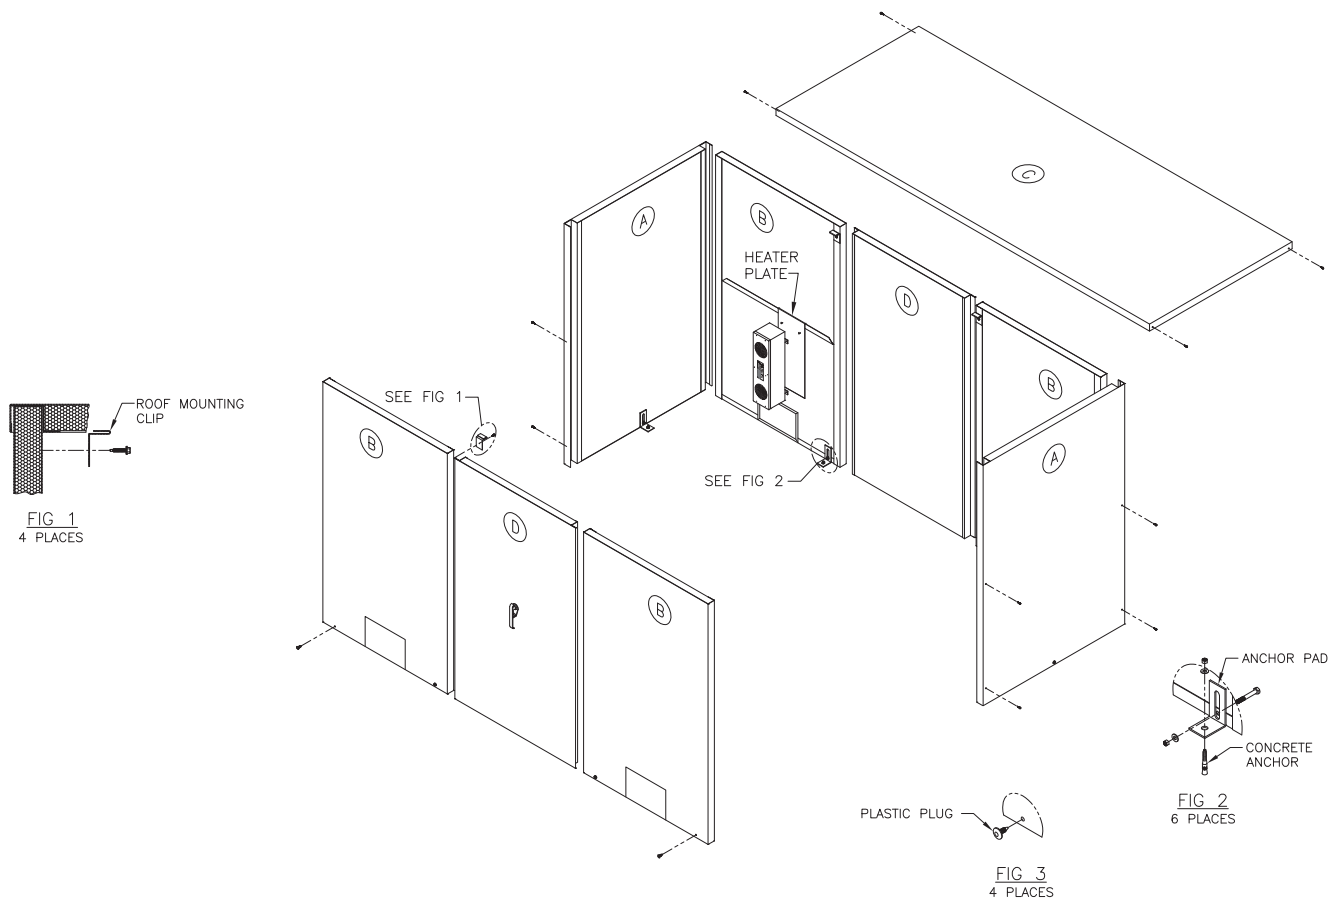 C
A
B
HEATER
PLATE
D
B
SEE FIG 1
ROOF MOUNTING
CLIP
B
A
SEE FIG 2
FIG 1
4 PLACES
D
B
ANCHOR PAD
CONCRETE
ANCHOR
FIG 2
6 PLACES
PLASTIC PLUG
FIG 3
4 PLACES